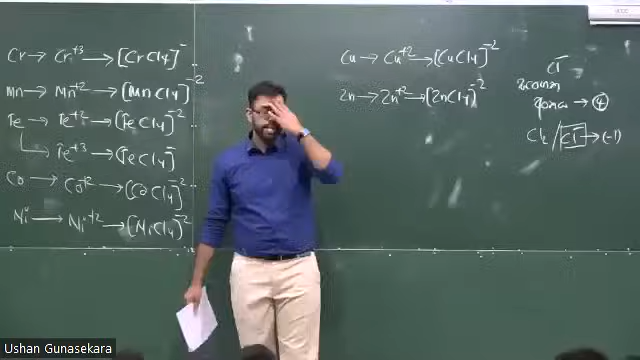 Cr → Cr⁺³ → [CrCl4]⁻
Mn → Mn⁺² → [MnCl4]⁻²
Fe → Fe⁺² → [FeCl4]⁻²
→ Fe⁺³ → [FeCl4]⁻
Co → Co⁺² → [CoCl4]⁻²
Ni → Ni⁺² → [NiCl4]⁻²
Cu → Cu⁺² → [CuCl4]⁻²
Zn → Zn⁺² → [ZnCl4]⁻²
Cl⁻
→ 4
Cl2 / Cl⁻ → (-1)
Ushan Gunasekara